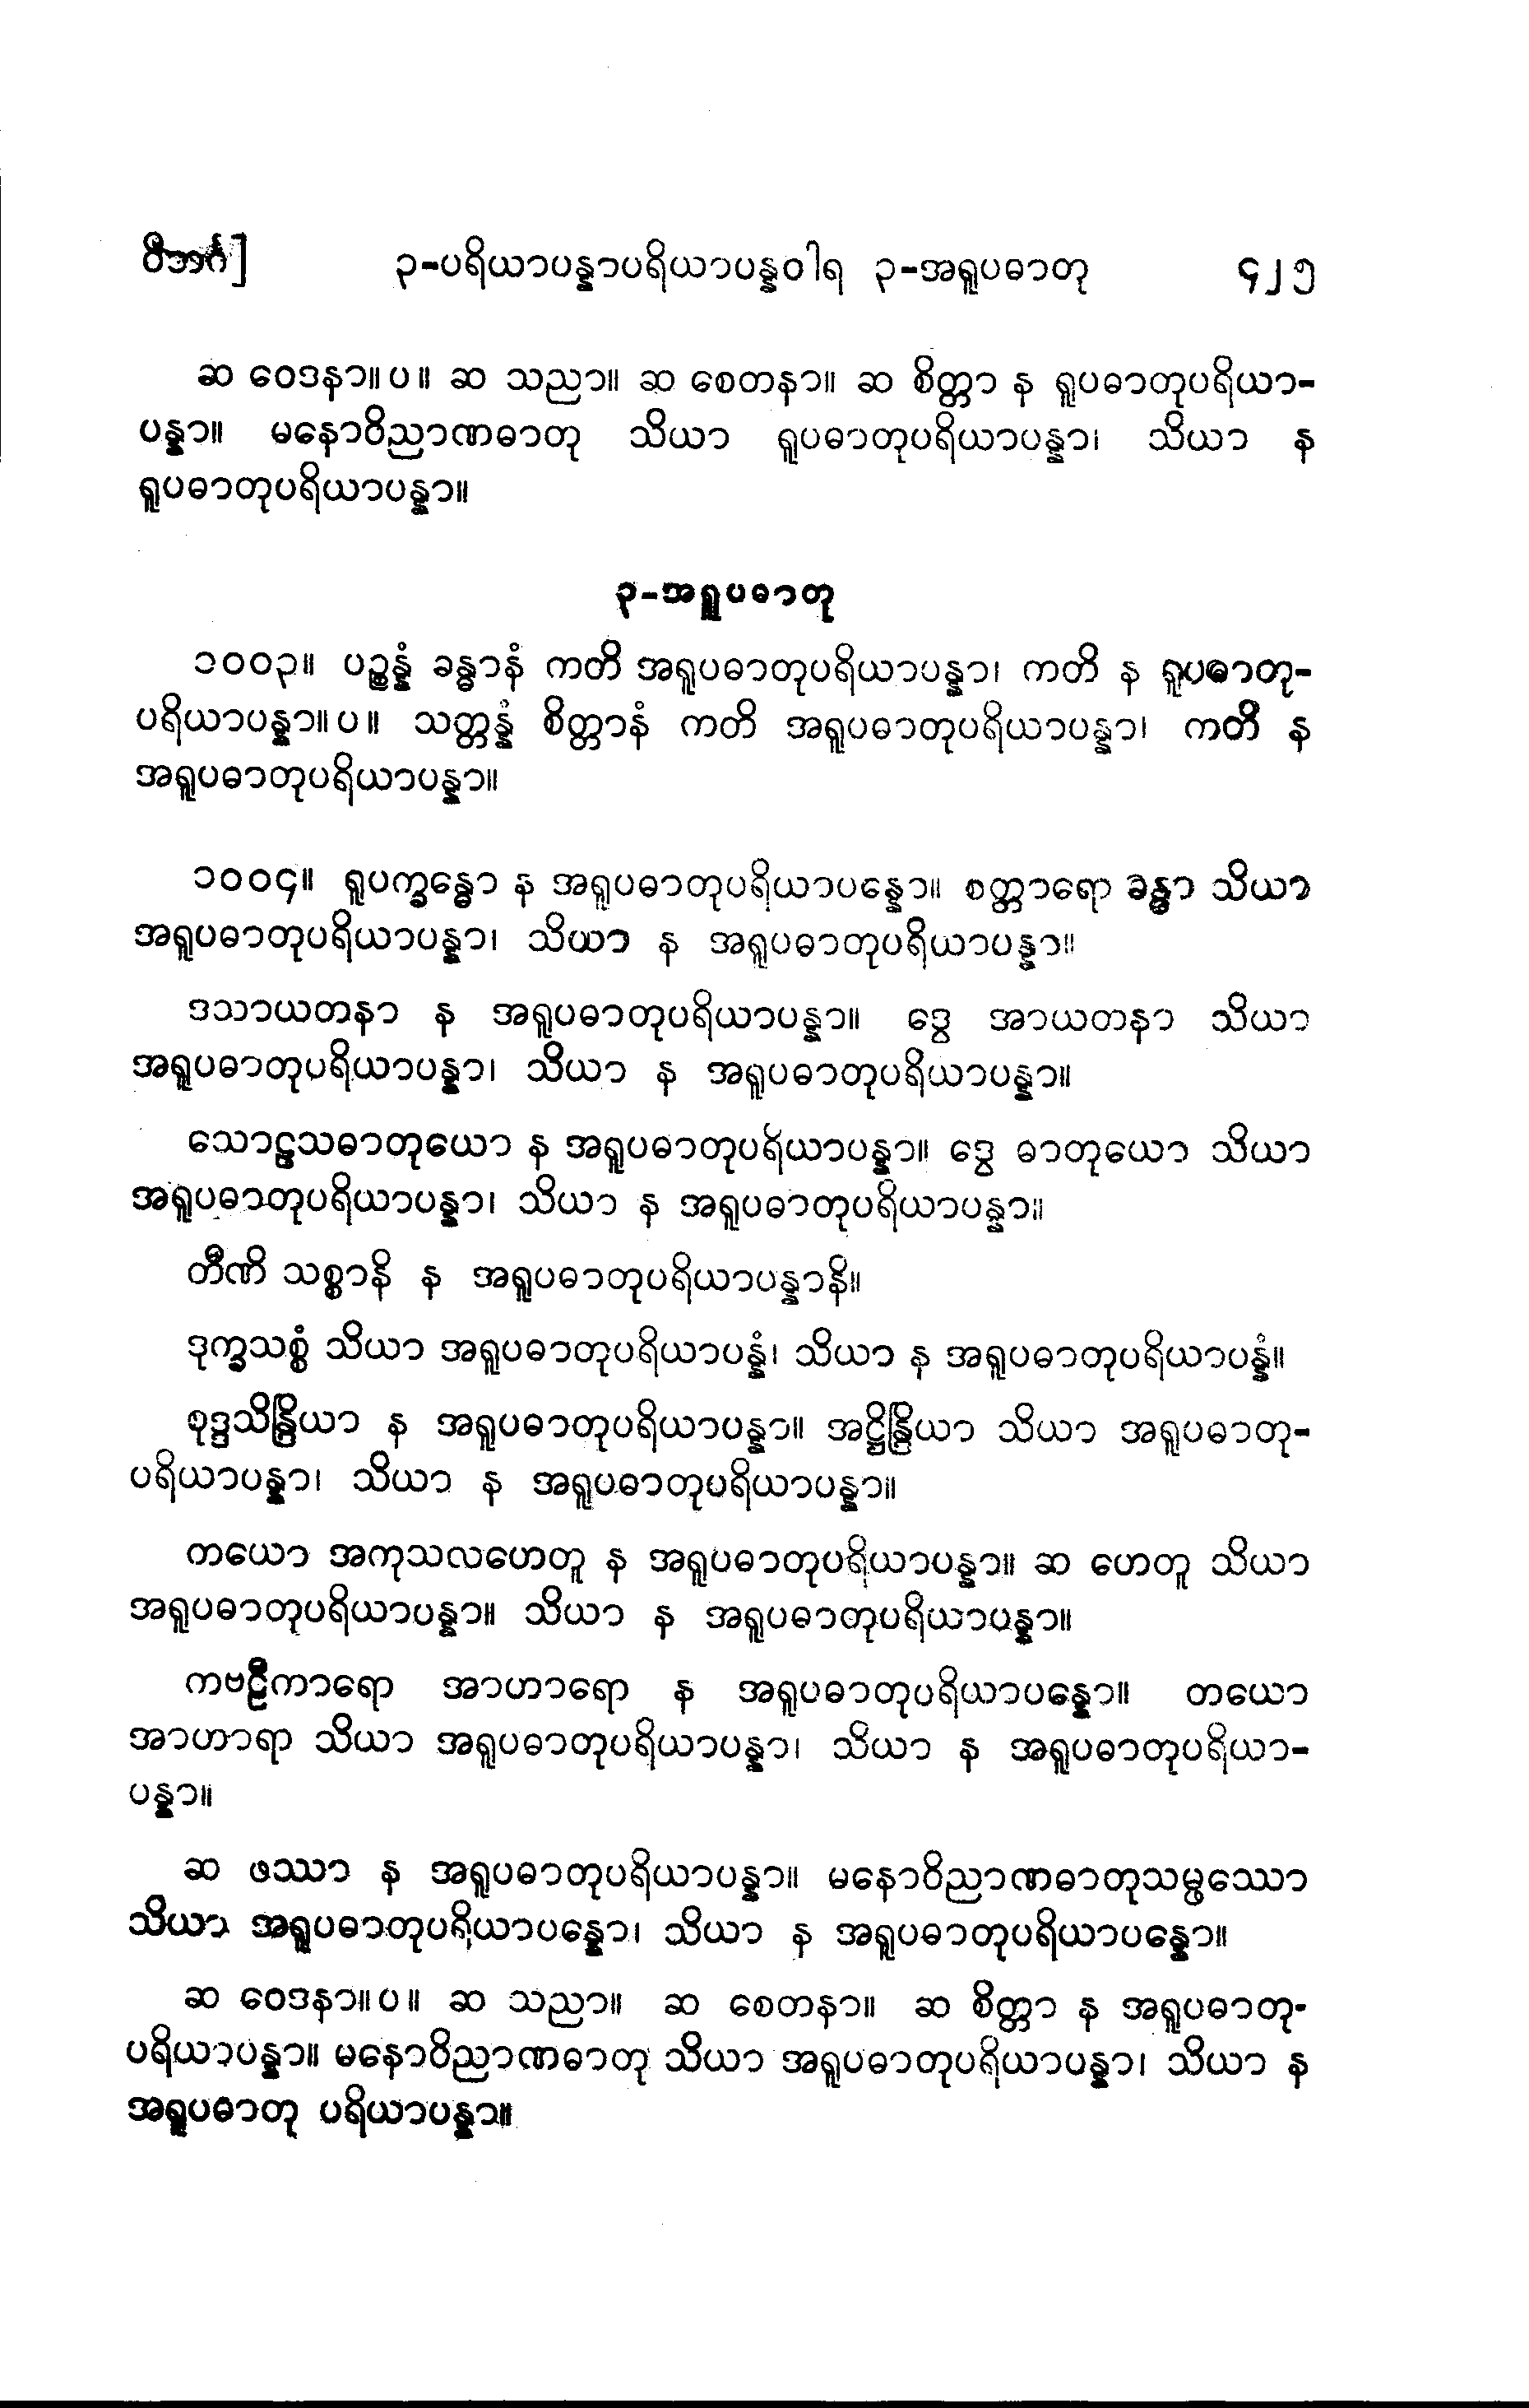 ဝီဘင်္ဂ] ၃-ပရိယာပန္နာပရိယာပန္နဝါရ ၃-အရူပဓာတု ၄၂၅
ဆ ဝေဒနာ။ပ။ ဆ သညာ။ ဆ စေတနာ။ ဆ စိတ္တာ န ရူပဓာတုပရိယာ-
ပန္နာ။ မနောဝိညာဏဓာတု သိယာ ရူပဓာတုပရိယာပန္နာ၊ သိယာ န
ရူပဓာတုပရိယာပန္နာ။
၃-အရူပဓာတု
၁၀၀၃။ ပဉ္စန္နံ ခန္ဓာနံ ကတိ အရူပဓာတုပရိယာပန္နာ၊ ကတိ န ရူပဓာတု-
ပရိယာပန္နာ။ပ။ သတ္တန္နံ စိတ္တာနံ ကတိ အရူပဓာတုပရိယာပန္နာ၊ ကတိ န
အရူပဓာတုပရိယာပန္နာ။
၁၀၀၄။ ရူပက္ခန္ဓော န အရူပဓာတုပရိယာပန္နော။ စတ္တာရော ခန္ဓာ သိယာ
အရူပဓာတုပရိယာပန္နာ၊ သိယာ န အရူပဓာတုပရိယာပန္နာ။
ဒသာယတနာ န အရူပဓာတုပရိယာပန္နာ။ ဒွေ အာယတနာ သိယာ
အရူပဓာတုပရိယာပန္နာ၊ သိယာ န အရူပဓာတုပရိယာပန္နာ။
သောဠသဓာတုယော န အရူပဓာတုပရိယာပန္နာ။ ဒွေ ဓာတုယော သိယာ
အရူပဓာတုပရိယာပန္နာ၊ သိယာ န အရူပဓာတုပရိယာပန္နာ။
တီဏိ သစ္စာနိ န အရူပဓာတုပရိယာပန္နာနိ။
ဒုက္ခသစ္စံ သိယာ အရူပဓာတုပရိယာပန္နံ၊ သိယာ န အရူပဓာတုပရိယာပန္နံ။
စုဒ္ဒသိန္ဒြိယာ န အရူပဓာတုပရိယာပန္နာ။ အဋ္ဌိန္ဒြိယာ သိယာ အရူပဓာတု-
ပရိယာပန္နာ၊ သိယာ န အရူပဓာတုပရိယာပန္နာ။
ကယော အကုသလဟေတူ န အရူပဓာတုပရိယာပန္နာ။ ဆ ဟေတူ သိယာ
အရူပဓာတုပရိယာပန္နာ။ သိယာ န အရူပဓာတုပရိယာပန္နာ။
ကဗဠီကာရော အာဟာရော န အရူပဓာတုပရိယာပန္နော။ တယော
အာဟာရာ သိယာ အရူပဓာတုပရိယာပန္နာ၊ သိယာ န အရူပဓာတုပရိယာ-
ပန္နာ။
ဆ ဖဿာ န အရူပဓာတုပရိယာပန္နာ။ မနောဝိညာဏဓာတုသမ္ဖဿော
သိယာ အရူပဓာတုပရိယာပန္နော၊ သိယာ န အရူပဓာတုပရိယာပန္နော။
ဆ ဝေဒနာ။ပ။ ဆ သညာ။ ဆ စေတနာ။ ဆ စိတ္တာ န အရူပဓာတု-
ပရိယာပန္နာ။ မနောဝိညာဏဓာတု သိယာ အရူပဓာတုပရိယာပန္နာ၊ သိယာ န
အရူပဓာတု ပရိယာပန္နာ။